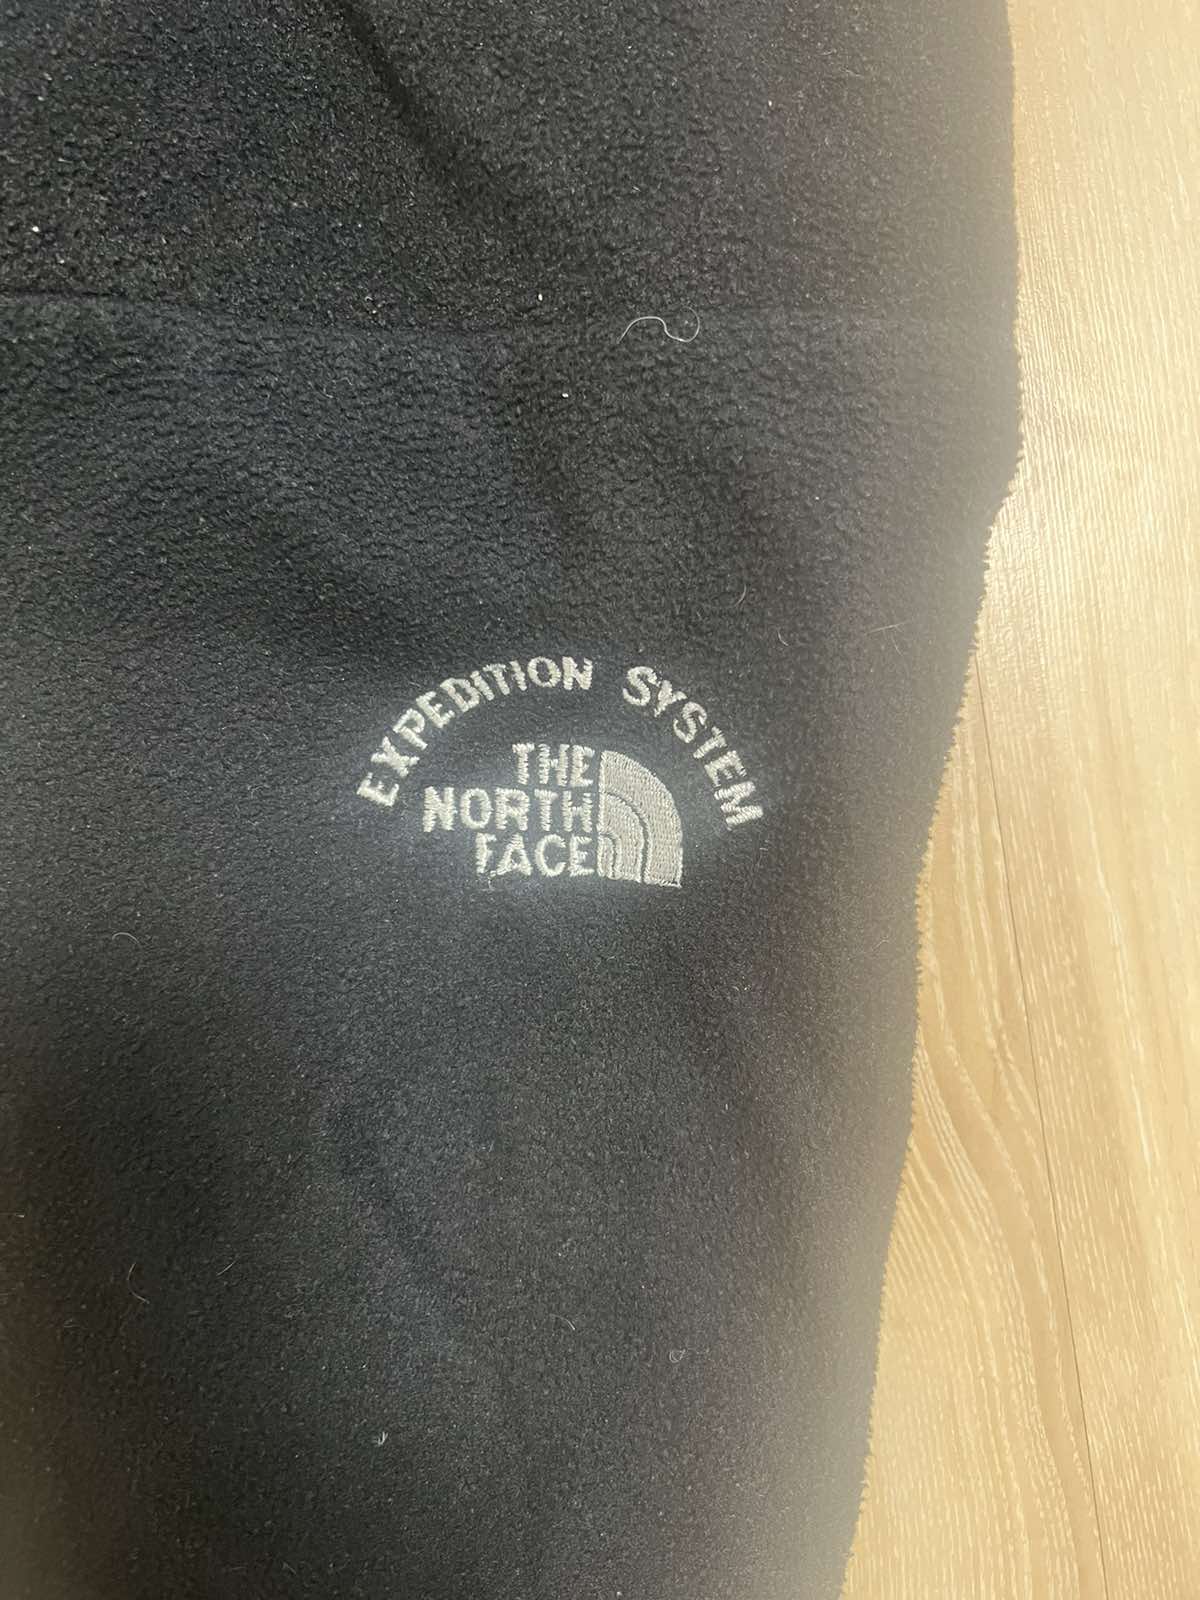 EXPEDITION SYSTEM
THE
NORTH
FACE